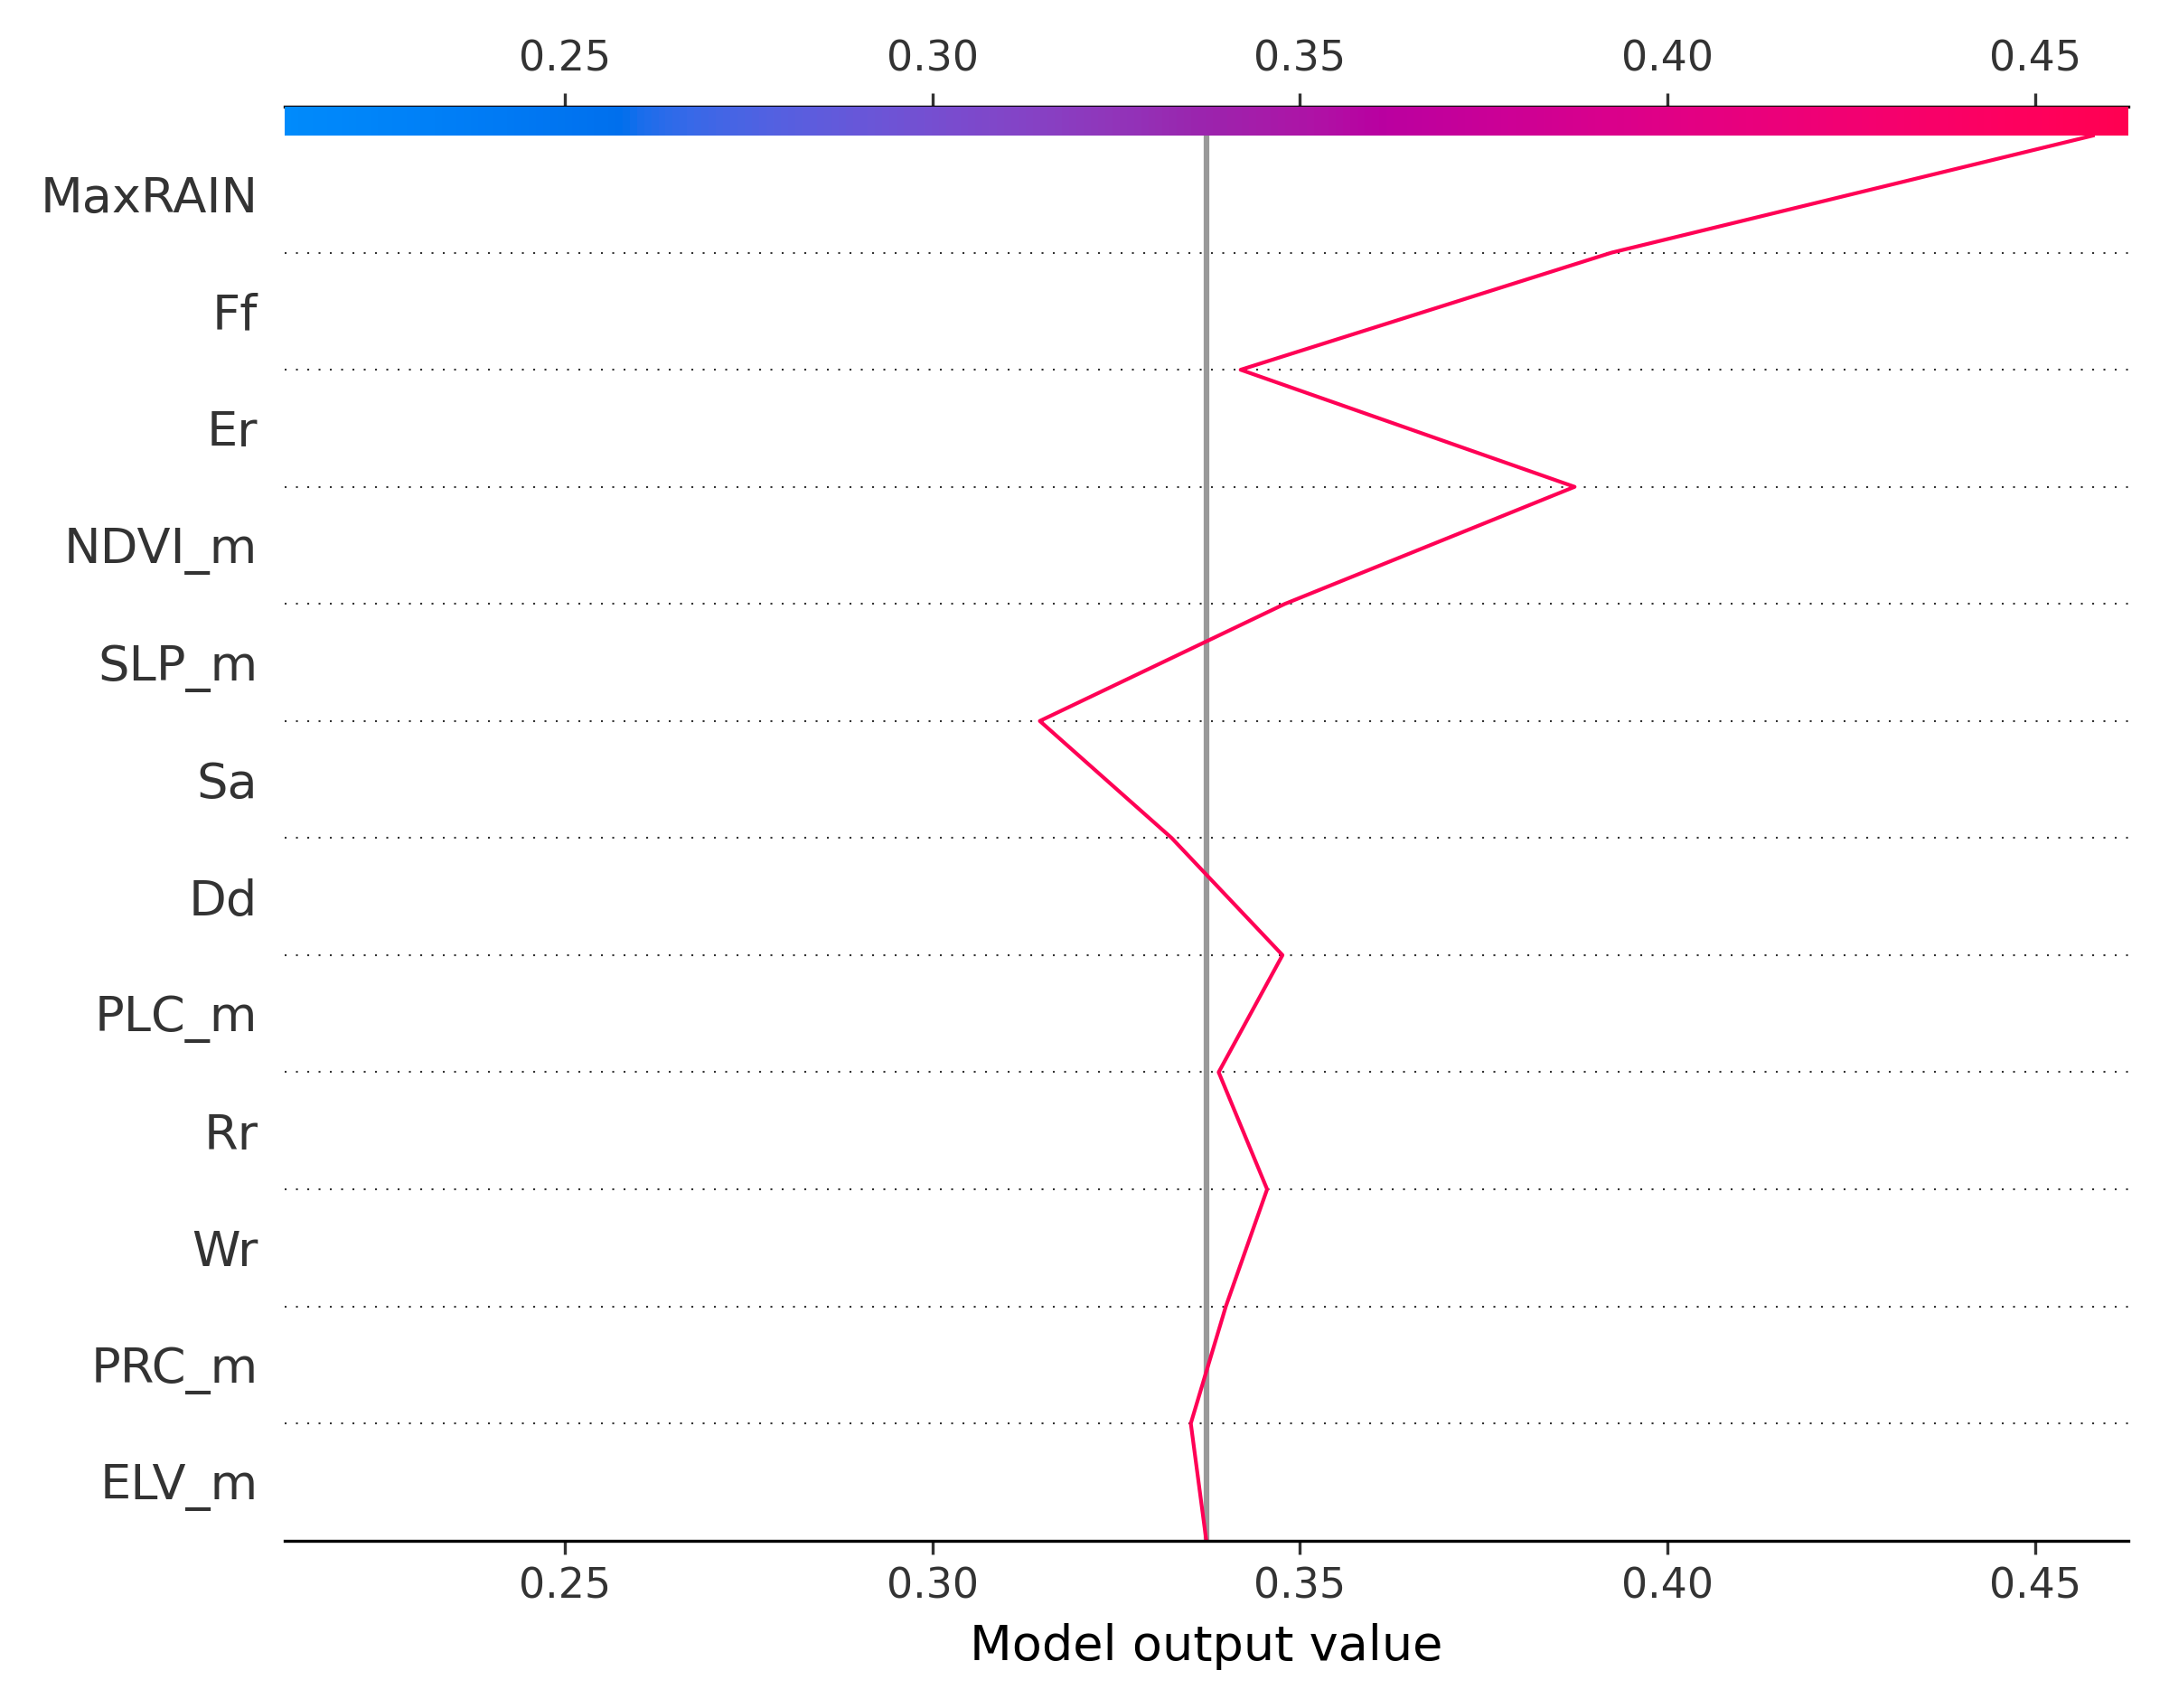 0.25 0.30 0.35 0.40 0.45
MaxRAIN
Ff
Er
NDVI_m
SLP_m
Sa
Dd
PLC_m
Rr
Wr
PRC_m
ELV_m
0.25 0.30 0.35 0.40 0.45
Model output value